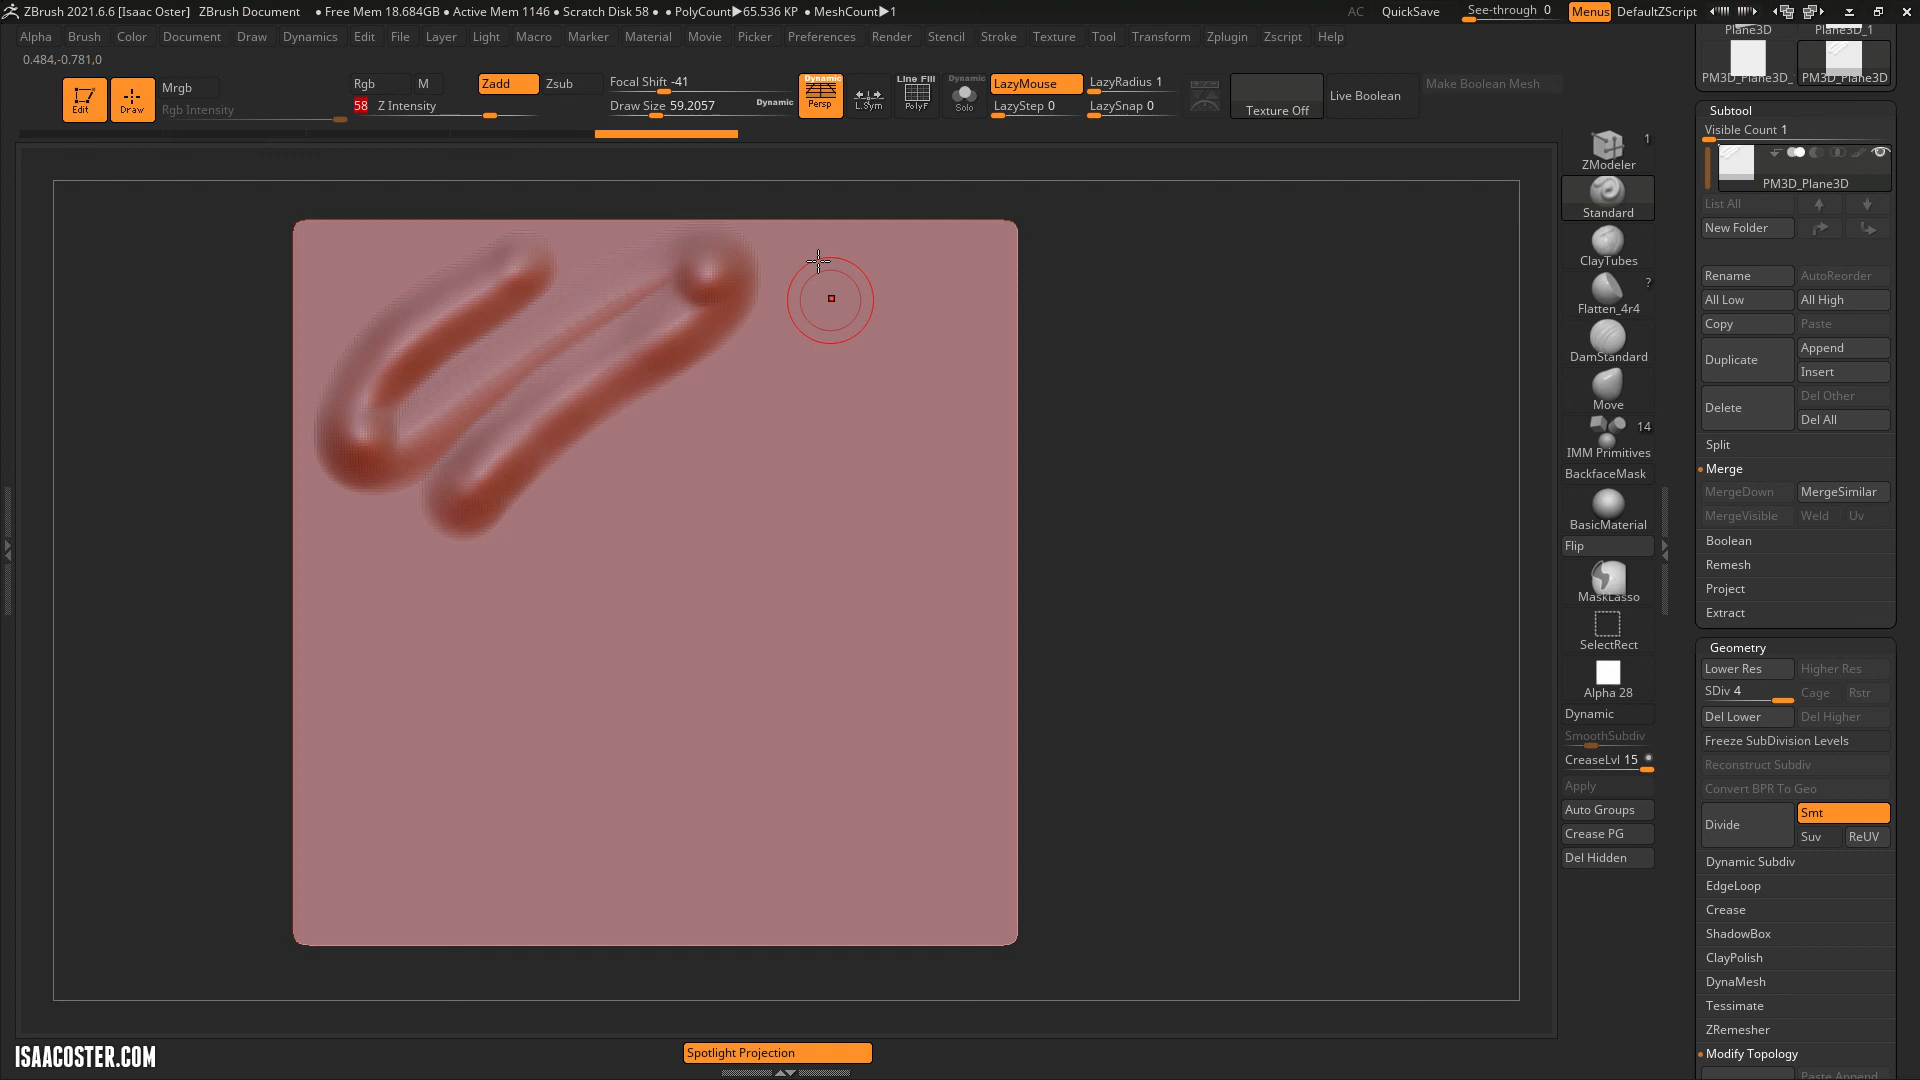 ZBrush 2021.6.6 [Isaac Oster] ZBrush Document • Free Mem 18.684GB • Active Mem 1146 • Scratch Disk 58 • • PolyCount▶65.536 KP • MeshCount▶1 AC QuickSave See-through 0 Menus DefaultZScript
Alpha Brush Color Document Draw Dynamics Edit File Layer Light Macro Marker Material Movie Picker Preferences Render Stencil Stroke Texture Tool Transform Zplugin Zscript Help
0.484,-0.781,0
Edit
Draw
Mrgb
Rgb Intensity
Rgb M
58 Z Intensity
Zadd Zsub
Focal Shift -41
Draw Size 59.2057 Dynamic
Dynamic
Persp
L.Sym
Line Fill
PolyF
Dynamic
Solo
LazyMouse
LazyStep 0
LazyRadius 1
LazySnap 0
Texture Off
Live Boolean
Make Boolean Mesh
1
ZModeler
Standard
ClayTubes
?
Flatten_4r4
DamStandard
Move
14
IMM Primitives
BackfaceMask
BasicMaterial
Flip
MaskLasso
SelectRect
Alpha 28
Dynamic
SmoothSubdiv
CreaseLvl 15
Apply
Auto Groups
Crease PG
Del Hidden
Plane3D Plane3D_1
PM3D_Plane3D_ PM3D_Plane3D
Subtool
Visible Count 1
PM3D_Plane3D
List All
New Folder
Rename AutoReorder
All Low All High
Copy Paste
Duplicate Append
Insert
Delete Del Other
Del All
Split
Merge
MergeDown MergeSimilar
MergeVisible Weld Uv
Boolean
Remesh
Project
Extract
Geometry
Lower Res Higher Res
SDiv 4 Cage Rstr
Del Lower Del Higher
Freeze SubDivision Levels
Reconstruct Subdiv
Convert BPR To Geo
Divide Smt
Suv ReUV
Dynamic Subdiv
EdgeLoop
Crease
ShadowBox
ClayPolish
DynaMesh
Tessimate
ZRemesher
Modify Topology
Paste Append
Spotlight Projection
ISAACOSTER.COM